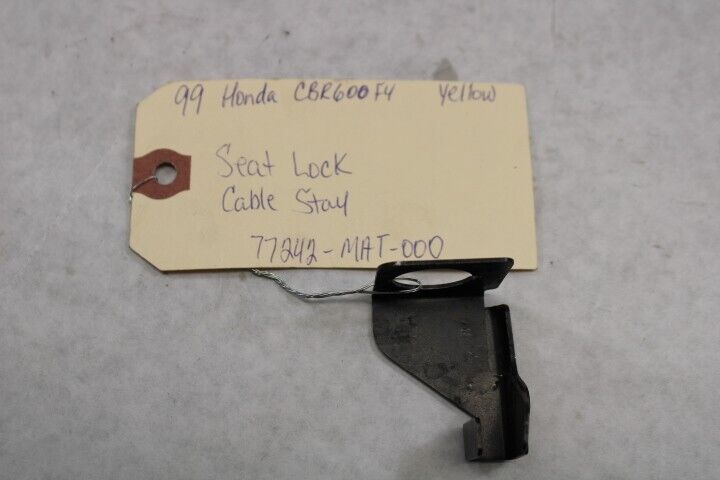 99 Honda CBR600F4 Yellow
Seat Lock
Cable Stay
77242-MAT-000